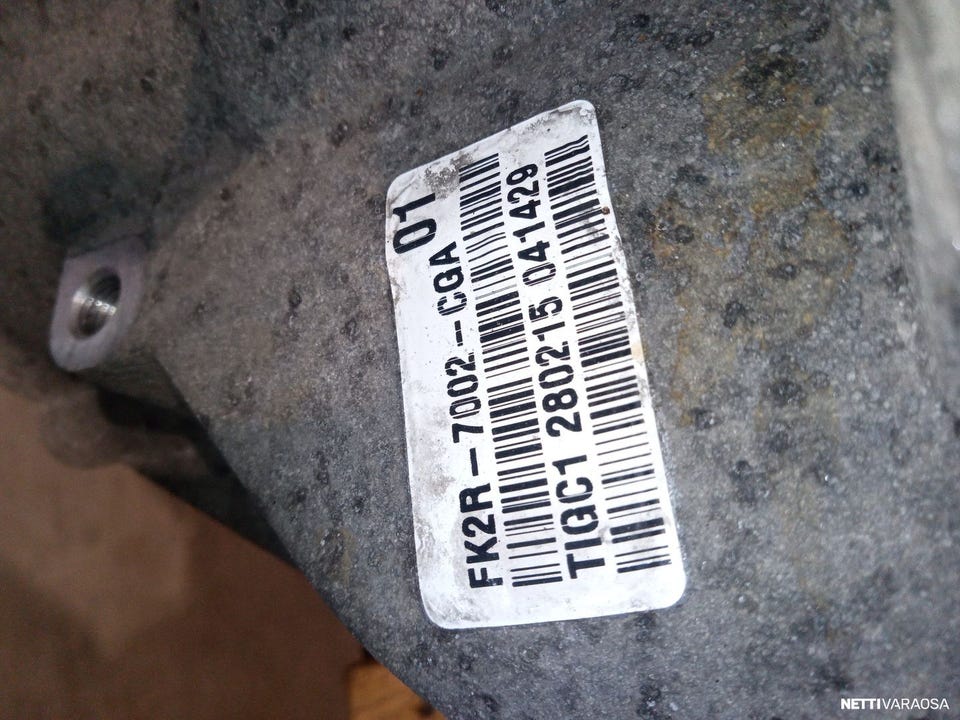 01
FK2R-7002-CGA
TIGC1 280215 041429
NETTIVARAOSA